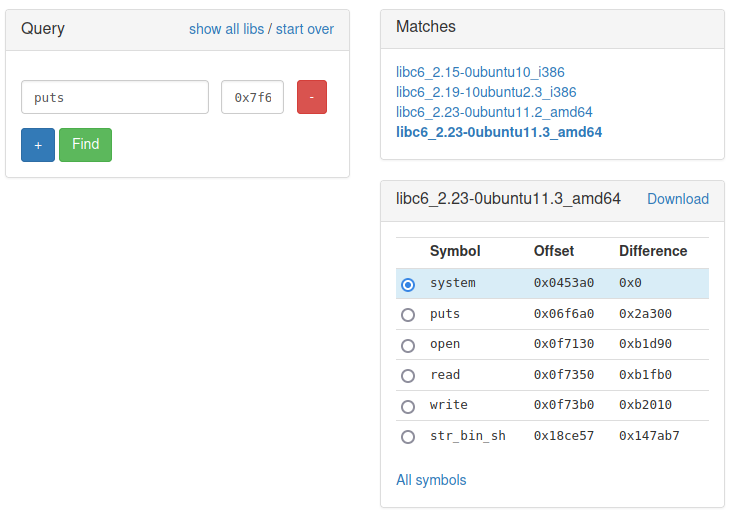 Query show all libs / start over
puts 0x7f6 -
+ Find
Matches
libc6_2.15-0ubuntu10_i386
libc6_2.19-10ubuntu2.3_i386
libc6_2.23-0ubuntu11.2_amd64
libc6_2.23-0ubuntu11.3_amd64
libc6_2.23-0ubuntu11.3_amd64 Download
Symbol Offset Difference
system 0x0453a0 0x0
puts 0x06f6a0 0x2a300
open 0x0f7130 0xb1d90
read 0x0f7350 0xb1fb0
write 0x0f73b0 0xb2010
str_bin_sh 0x18ce57 0x147ab7
All symbols